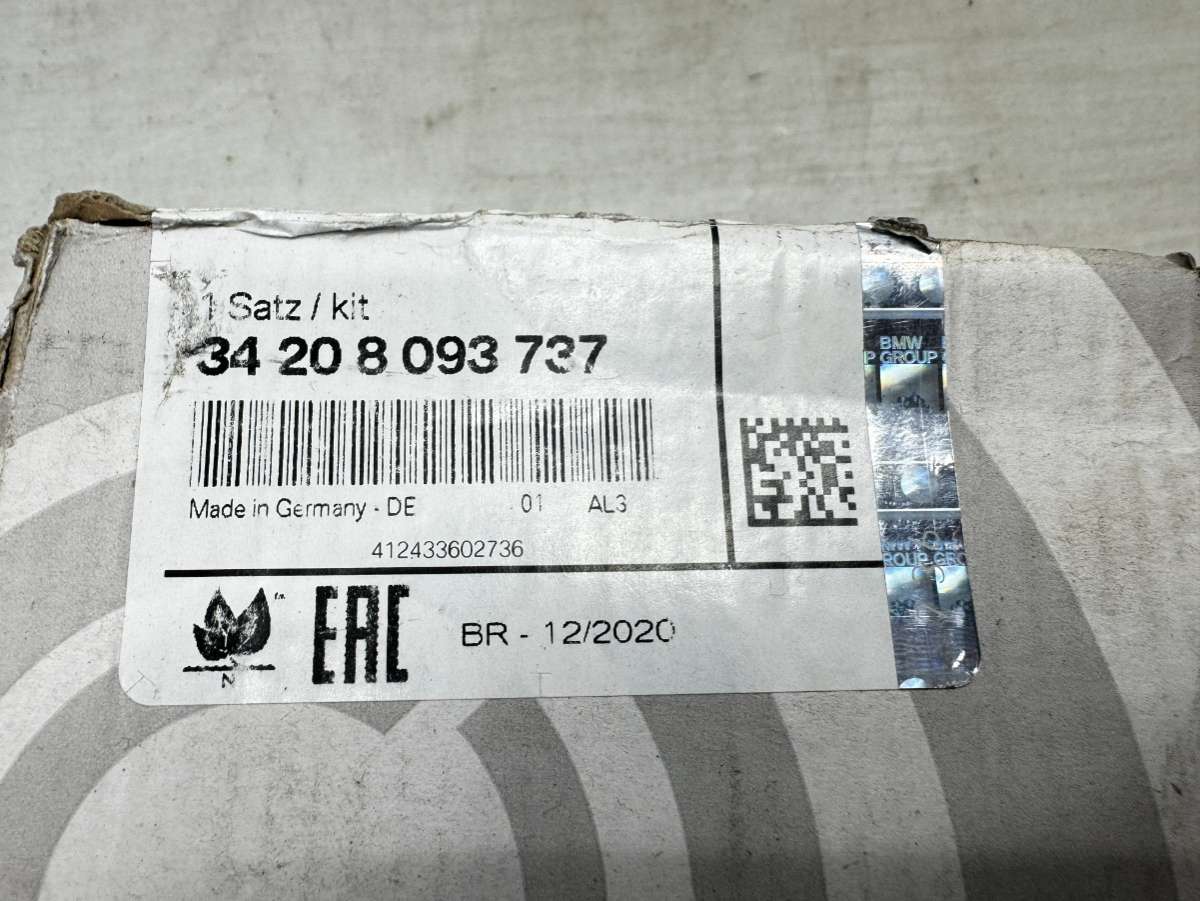 1 Satz / kit
34 20 8 093 737
Made in Germany - DE 01 AL3
412433602736
EAC BR - 12/2020
N
BMW
GROUP
GROUP